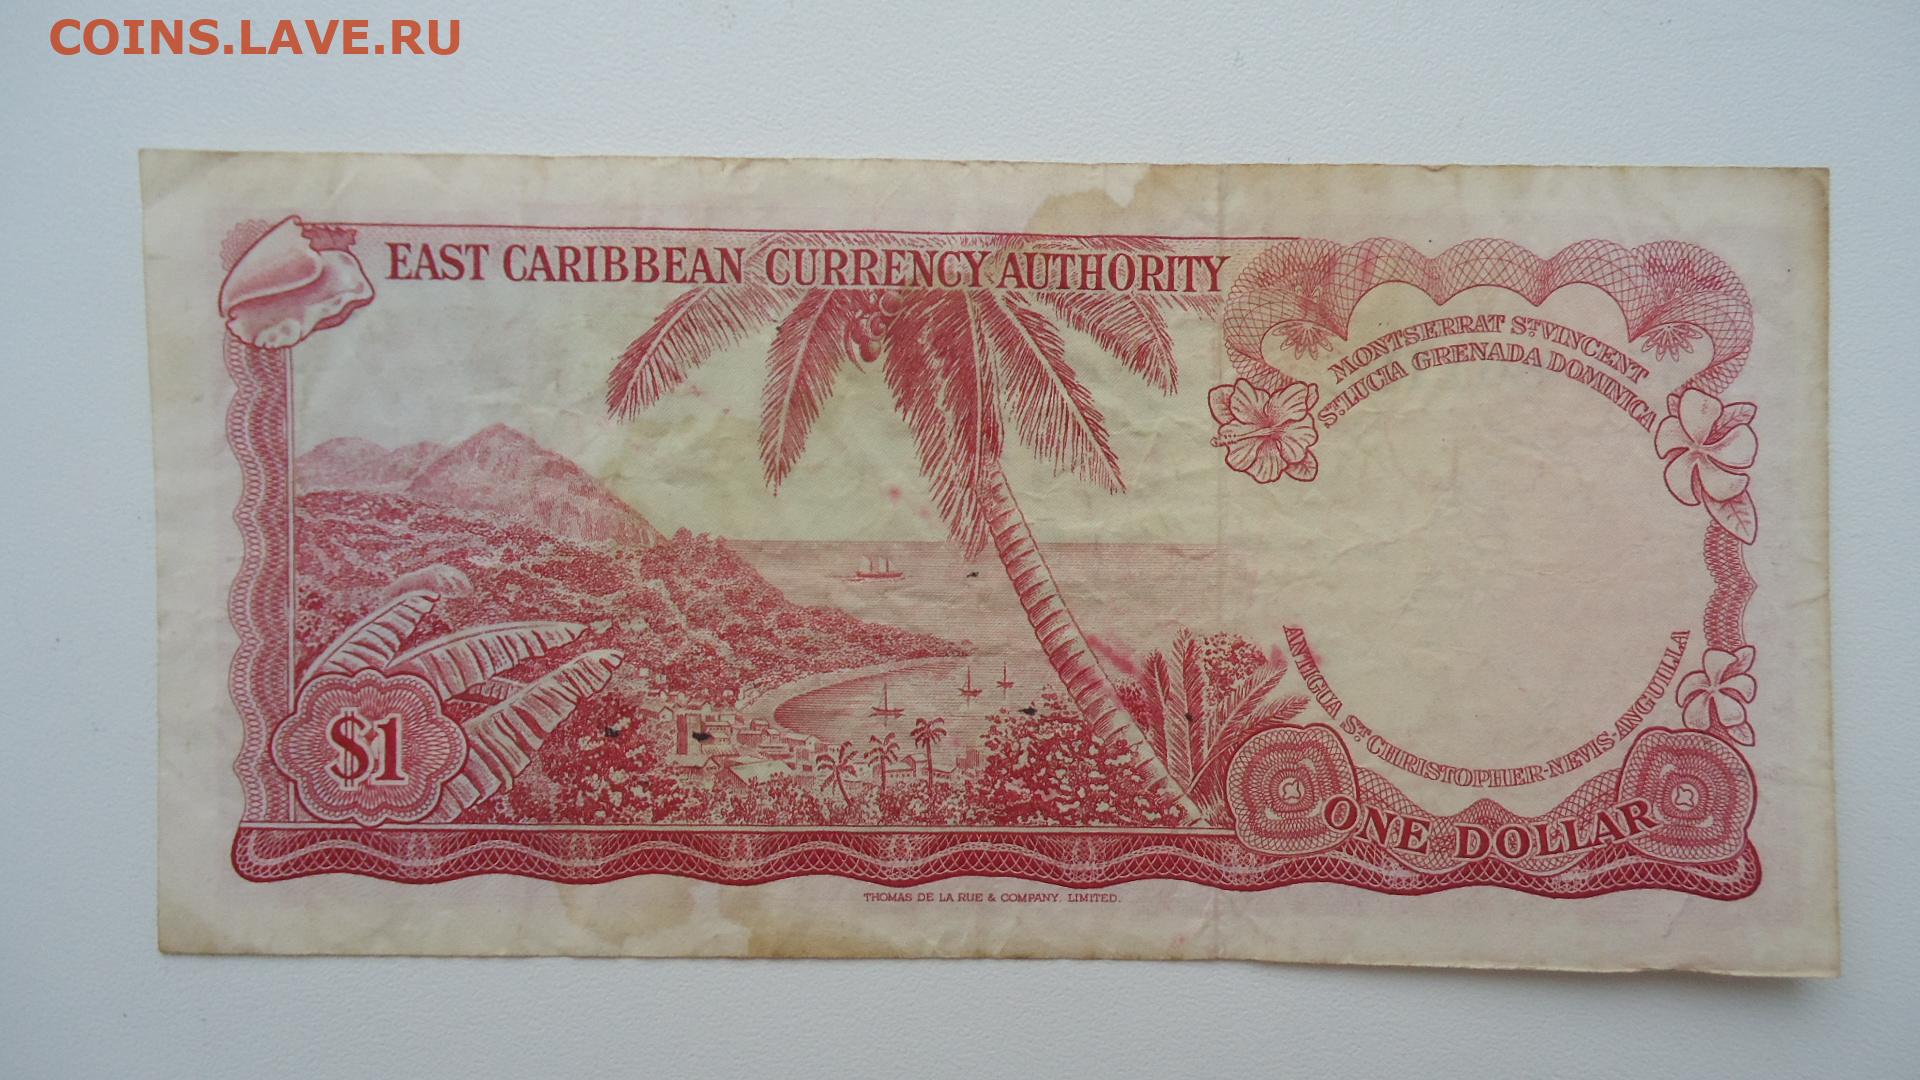 COINS.LAVE.RU
EAST CARIBBEAN CURRENCY AUTHORITY
MONTSERRAT ST. VINCENT
ST. LUCIA GRENADA DOMINICA
ANTIGUA ST. CHRISTOPHER-NEVIS-ANGUILLA
$1
ONE DOLLAR
THOMAS DE LA RUE & COMPANY, LIMITED.